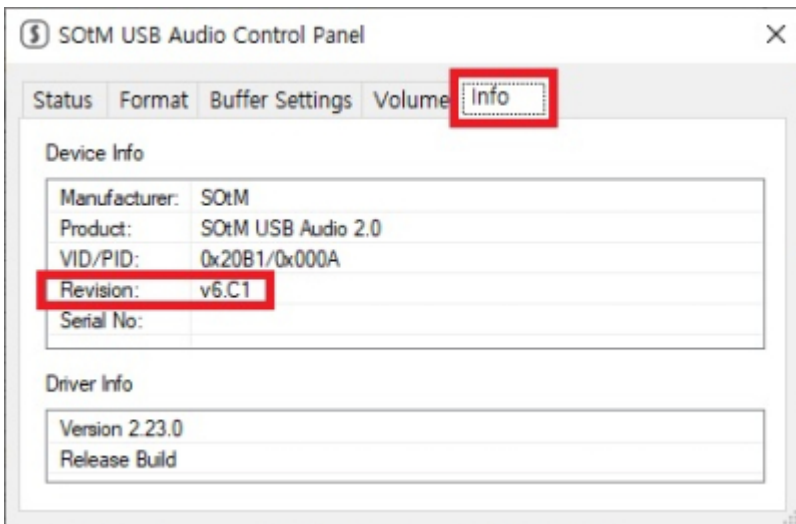 SOtM USB Audio Control Panel
Status Format Buffer Settings Volume Info
Device Info
Manufacturer: SOtM
Product: SOtM USB Audio 2.0
VID/PID: 0x20B1/0x000A
Revision: v6.C1
Serial No:
Driver Info
Version 2.23.0
Release Build